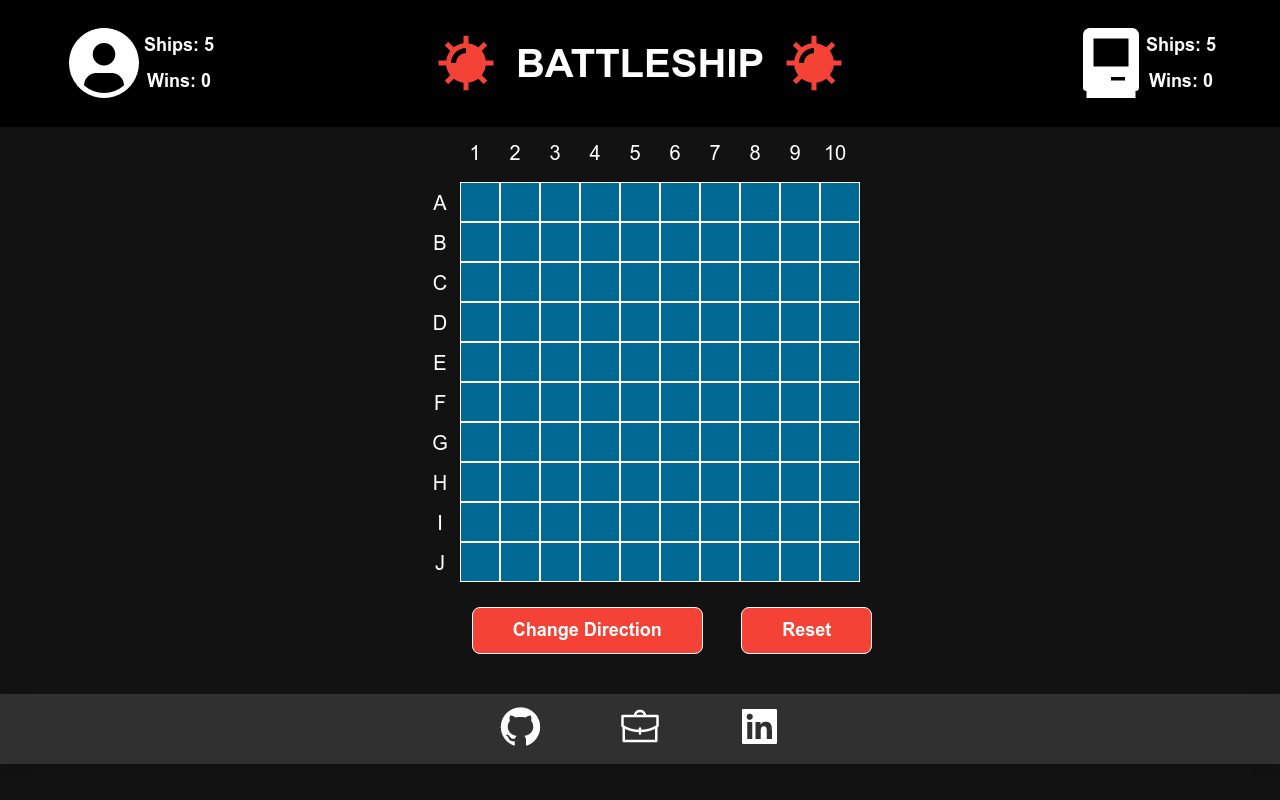 Ships: 5
Wins: 0
BATTLESHIP
Ships: 5
Wins: 0
1 2 3 4 5 6 7 8 9 10
A
B
C
D
E
F
G
H
I
J
Change Direction
Reset
in